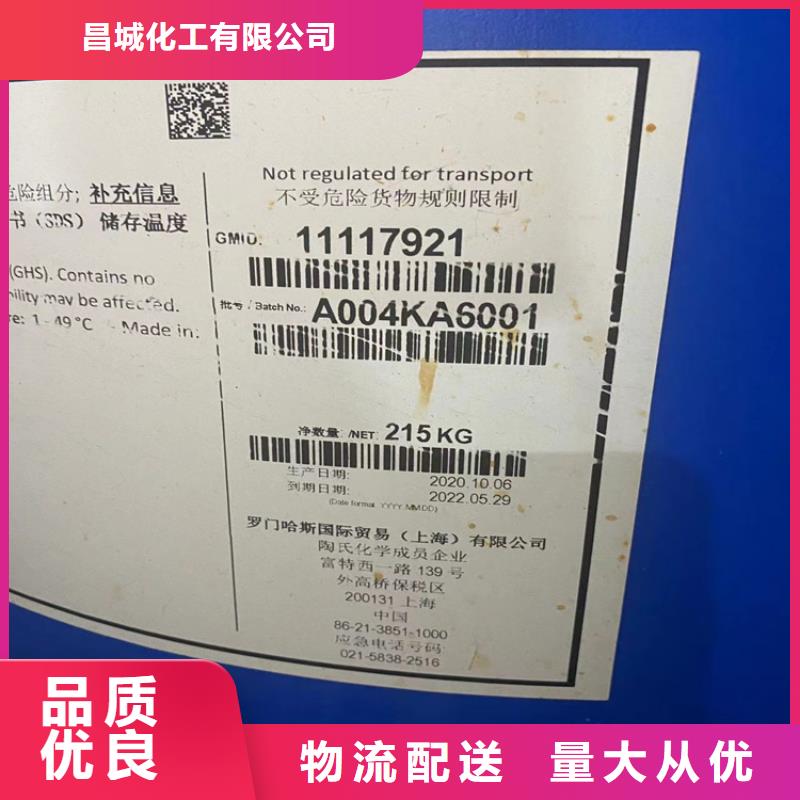 昌城化工有限公司
Not regulated for transport
不受危险货物规则限制
危险组分; 补充信息
书 (SDS) 储存温度
GMID: 11117921
(GHS). Contains no
may be affected.
批号 / Batch No.: A004KA6001
1 - 49°C - Made in:
净数量: /NET: 215 KG
生产日期: 2020.10.06
到期日期: 2022.05.29
(Date format YYYY.MM.DD)
罗门哈斯国际贸易 (上海) 有限公司
陶氏化学成员企业
富特西一路 139 号
外高桥保税区
200131 上海
中国
86-21-3851-1000
应急电话号码:
021-5838-2516
品质
优良
物流配送 量大从优